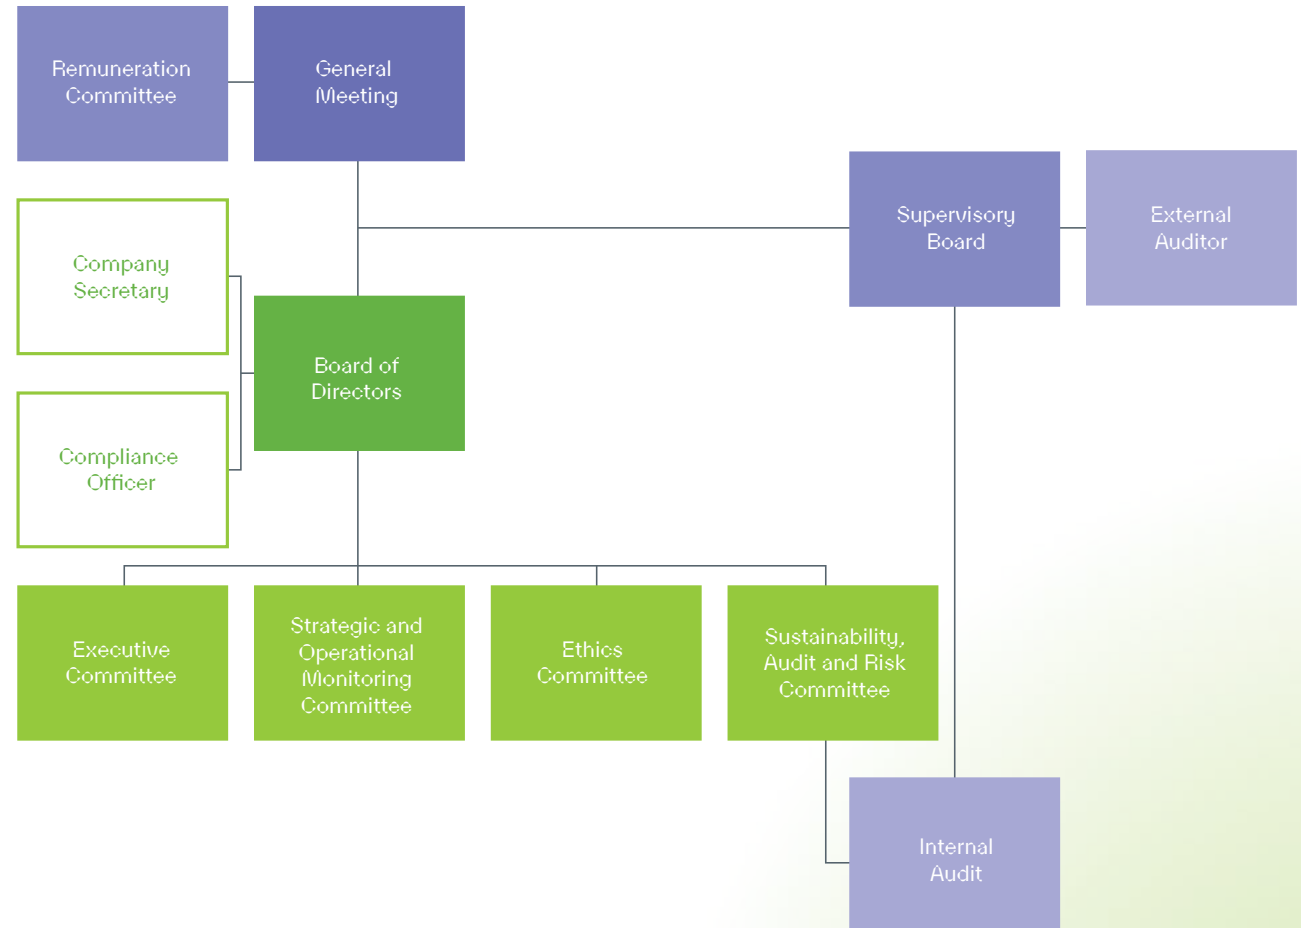 Remuneration
Committee
General
Meeting
Supervisory
Board
External
Auditor
Company
Secretary
Board of
Directors
Compliance
Officer
Executive
Committee
Strategic and
Operational
Monitoring
Committee
Ethics
Committee
Sustainability,
Audit and Risk
Committee
Internal
Audit